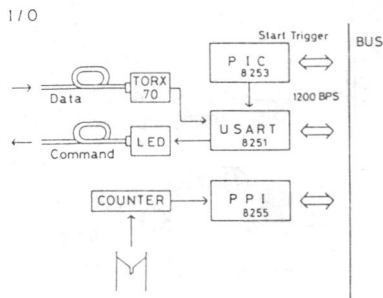 I/O
Start Trigger
BUS
PIC
8253
TORX
70
Data
1200 BPS
USART
8251
LED
Command
COUNTER
PPI
8255